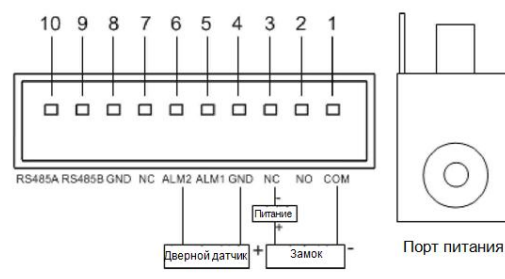 10 9 8 7 6 5 4 3 2 1
RS485A RS485B GND NC ALM2 ALM1 GND NC NO COM
-
Питание
+
Дверной датчик + Замок -
Порт питания